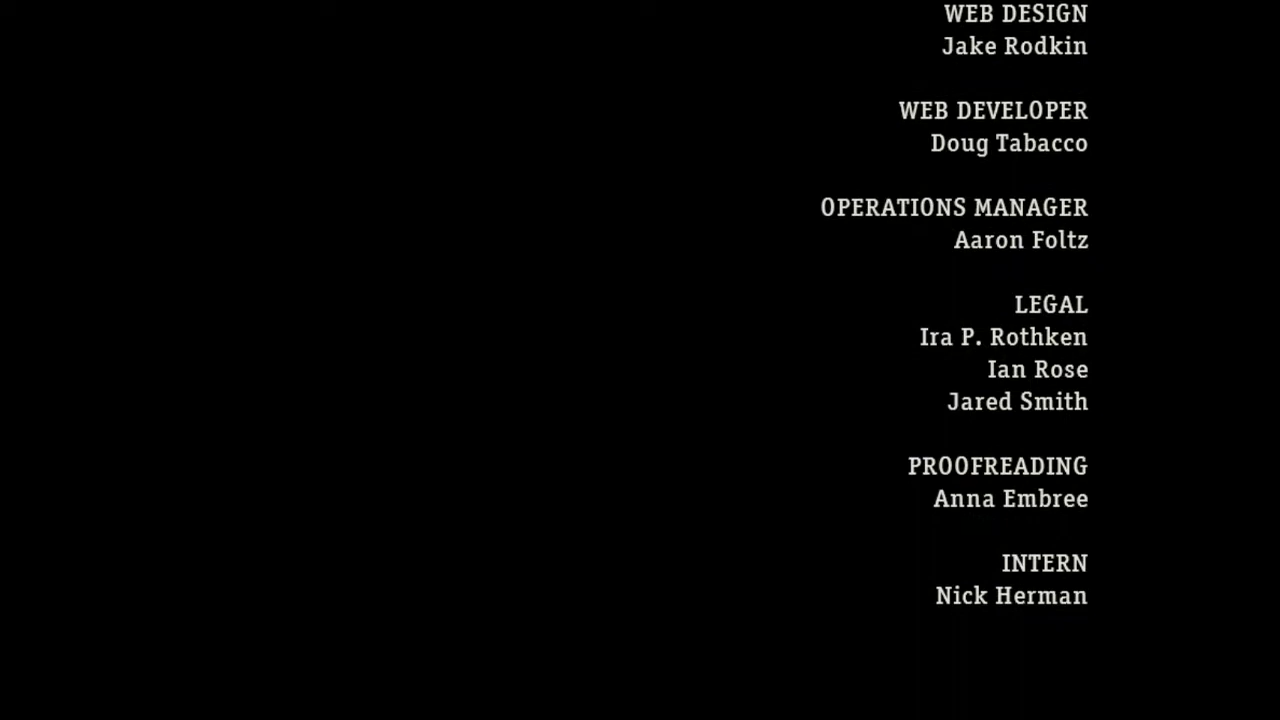 WEB DESIGN
Jake Rodkin
WEB DEVELOPER
Doug Tabacco
OPERATIONS MANAGER
Aaron Foltz
LEGAL
Ira P. Rothken
Ian Rose
Jared Smith
PROOFREADING
Anna Embree
INTERN
Nick Herman